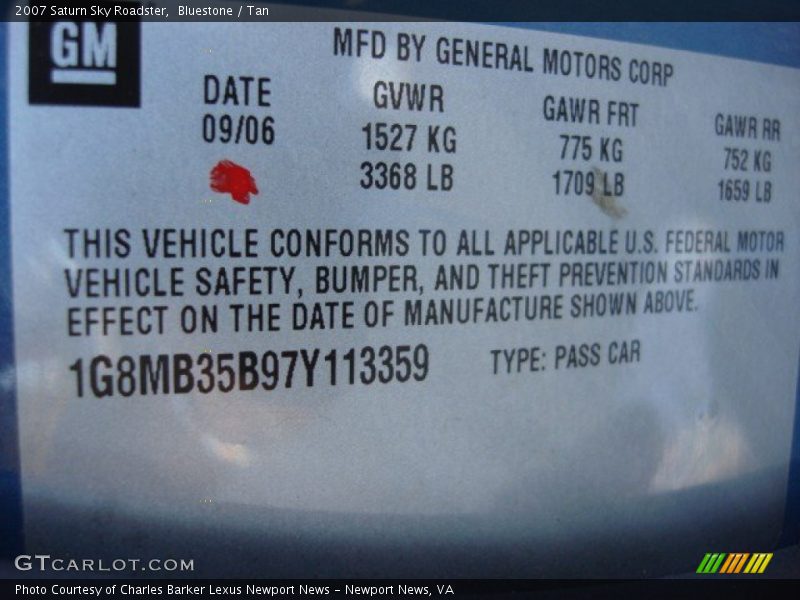 2007 Saturn Sky Roadster, Bluestone / Tan
GM
MFD BY GENERAL MOTORS CORP
DATE GVWR GAWR FRT GAWR RR
09/06 1527 KG 775 KG 752 KG
3368 LB 1709 LB 1659 LB
THIS VEHICLE CONFORMS TO ALL APPLICABLE U.S. FEDERAL MOTOR
VEHICLE SAFETY, BUMPER, AND THEFT PREVENTION STANDARDS IN
EFFECT ON THE DATE OF MANUFACTURE SHOWN ABOVE.
1G8MB35B97Y113359 TYPE: PASS CAR
GTCARLOT.COM
Photo Courtesy of Charles Barker Lexus Newport News - Newport News, VA